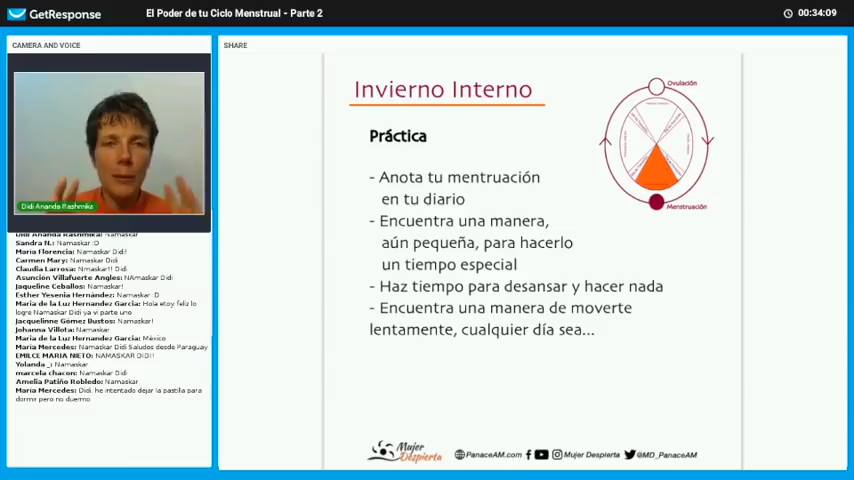 GetResponse
El Poder de tu Ciclo Menstrual - Parte 2
00:34:09
CAMERA AND VOICE
SHARE
Didi Ananda Rashmika
Didi Ananda Rashmika: Namaskar
Sandra N.: Namaskar :D
Maria Florencia: Namaskar Didi!
Carmen Mary: Namaskar Didi
Claudia Larrosa: Namaskar!! Didi
Asunción Villafuerte Angles: NAmaskar Didi
Jaqueline Ceballos: Namaskar!
Esther Yesenia Hernández: Namaskar :D
Maria de la Luz Hernandez Garcia: Hola etoy feliz lo
logre Namaskar Didi ya vi parte uno
Jacquelinne Gómez Bustos: Namaskar!
Johanna Villota: Namaskar
Maria de la Luz Hernandez Garcia: México
Maria Mercedes: Namaskar Didi Saludos desde Paraguay
EMILCE MARIA NIETO: NAMASKAR DIDI!!
Yolanda _: Namaskar
marcela chacon: Namaskar Didi
Amelia Patiño Robledo: Namaskar
Maria Mercedes: Didi, he intentado dejar la pastilla para
dormir pero no duermo.
Invierno Interno
Práctica
- Anota tu mentruación
en tu diario
- Encuentra una manera,
aún pequeña, para hacerlo
un tiempo especial
- Haz tiempo para desansar y hacer nada
- Encuentra una manera de moverte
lentamente, cualquier día sea...
Ovulación
Menstruación
Mujer
Despierta
PanaceAM.com
Mujer Despierta
@MD_PanaceAM